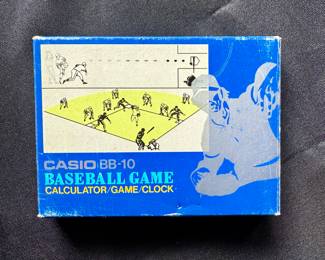 CASIO BB-10
BASEBALL GAME
CALCULATOR/GAME/CLOCK